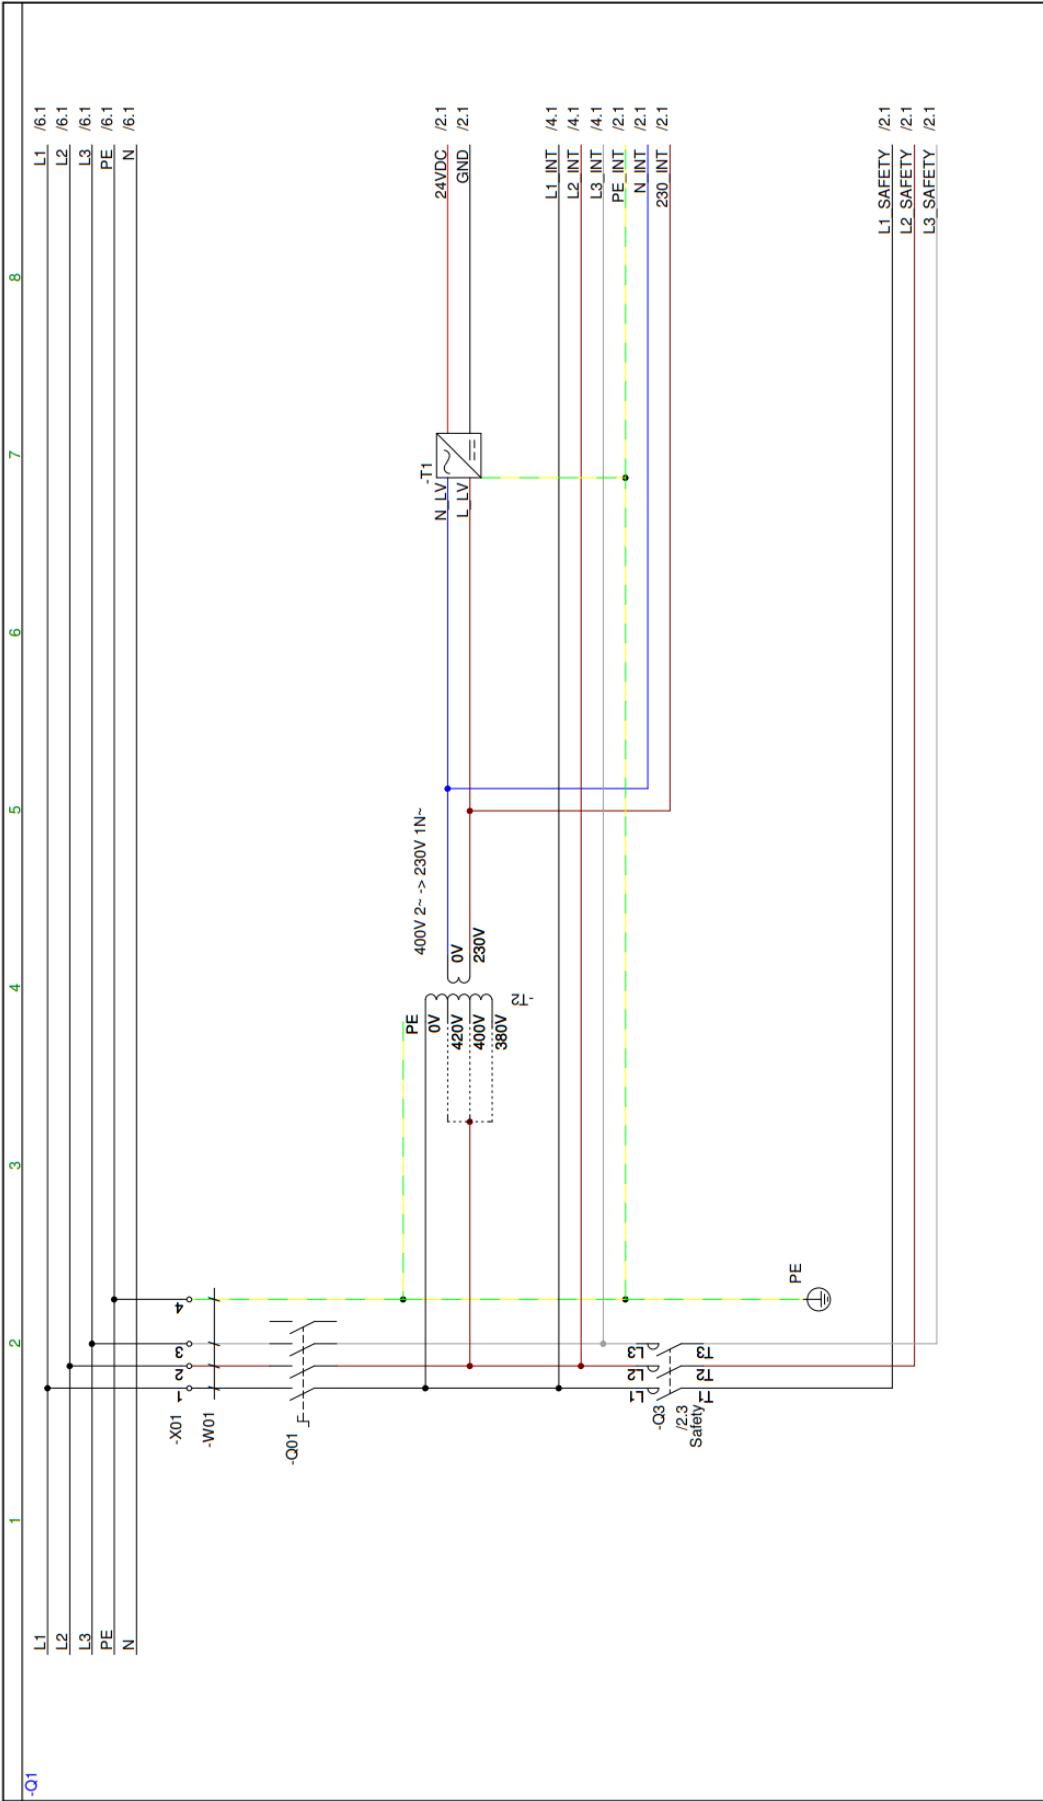 1 2 3 4 5 6 7 8
-Q1
L1 L1 /6.1
L2 L2 /6.1
L3 L3 /6.1
PE PE /6.1
N N /6.1
-X01 1 2 3 4
-W01
-Q01
400V 2~ -> 230V 1N~
PE
0V
420V
400V
380V
0V
230V
-T2
-T1
N_LV
L_LV
24VDC /2.1
GND /2.1
L1_INT /4.1
L2_INT /4.1
L3_INT /4.1
PE_INT /2.1
N_INT /2.1
230_INT /2.1
L1 L2 L3
-Q3
/2.3
Safety
T1 T2 T3
PE
L1_SAFETY /2.1
L2_SAFETY /2.1
L3_SAFETY /2.1